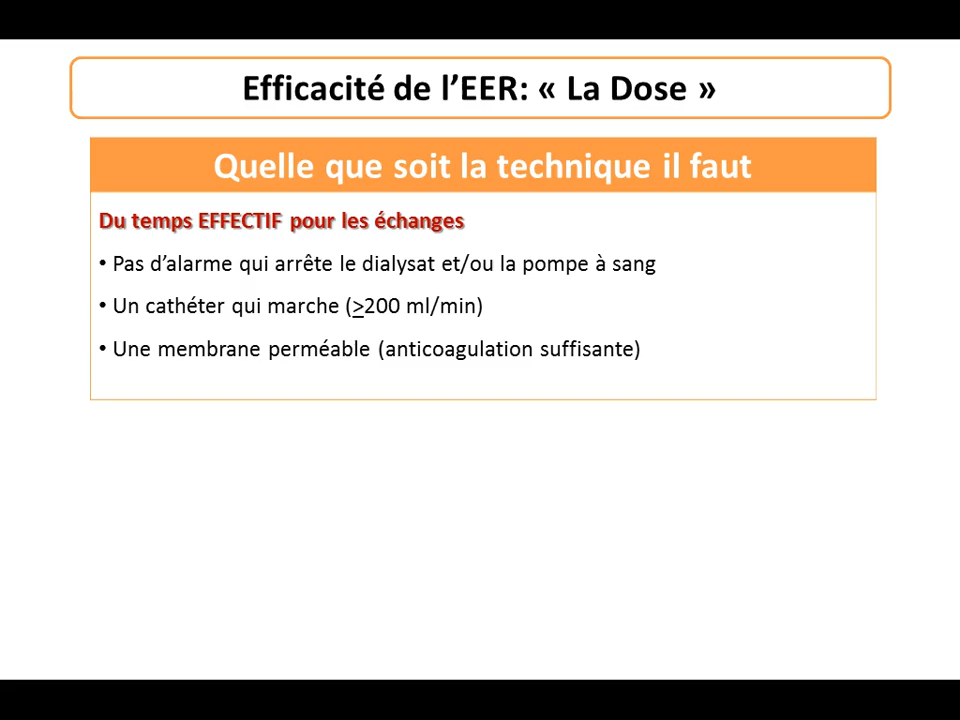 Efficacité de l’EER: « La Dose »
Quelle que soit la technique il faut
Du temps EFFECTIF pour les échanges
• Pas d’alarme qui arrête le dialysat et/ou la pompe à sang
• Un cathéter qui marche (≥200 ml/min)
• Une membrane perméable (anticoagulation suffisante)